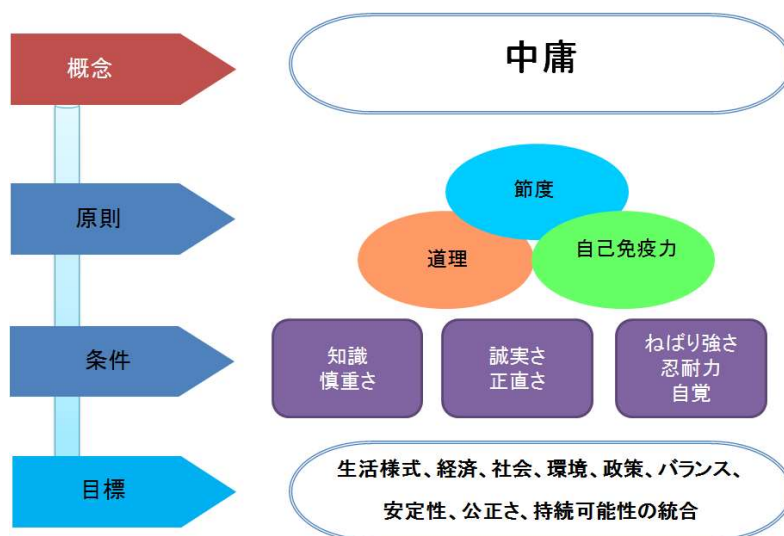 概念
中庸
原則
節度
道理
自己免疫力
条件
知識
慎重さ
誠実さ
正直さ
ねばり強さ
忍耐力
自覚
目標
生活様式、経済、社会、環境、政策、バランス、
安定性、公正さ、持続可能性の統合